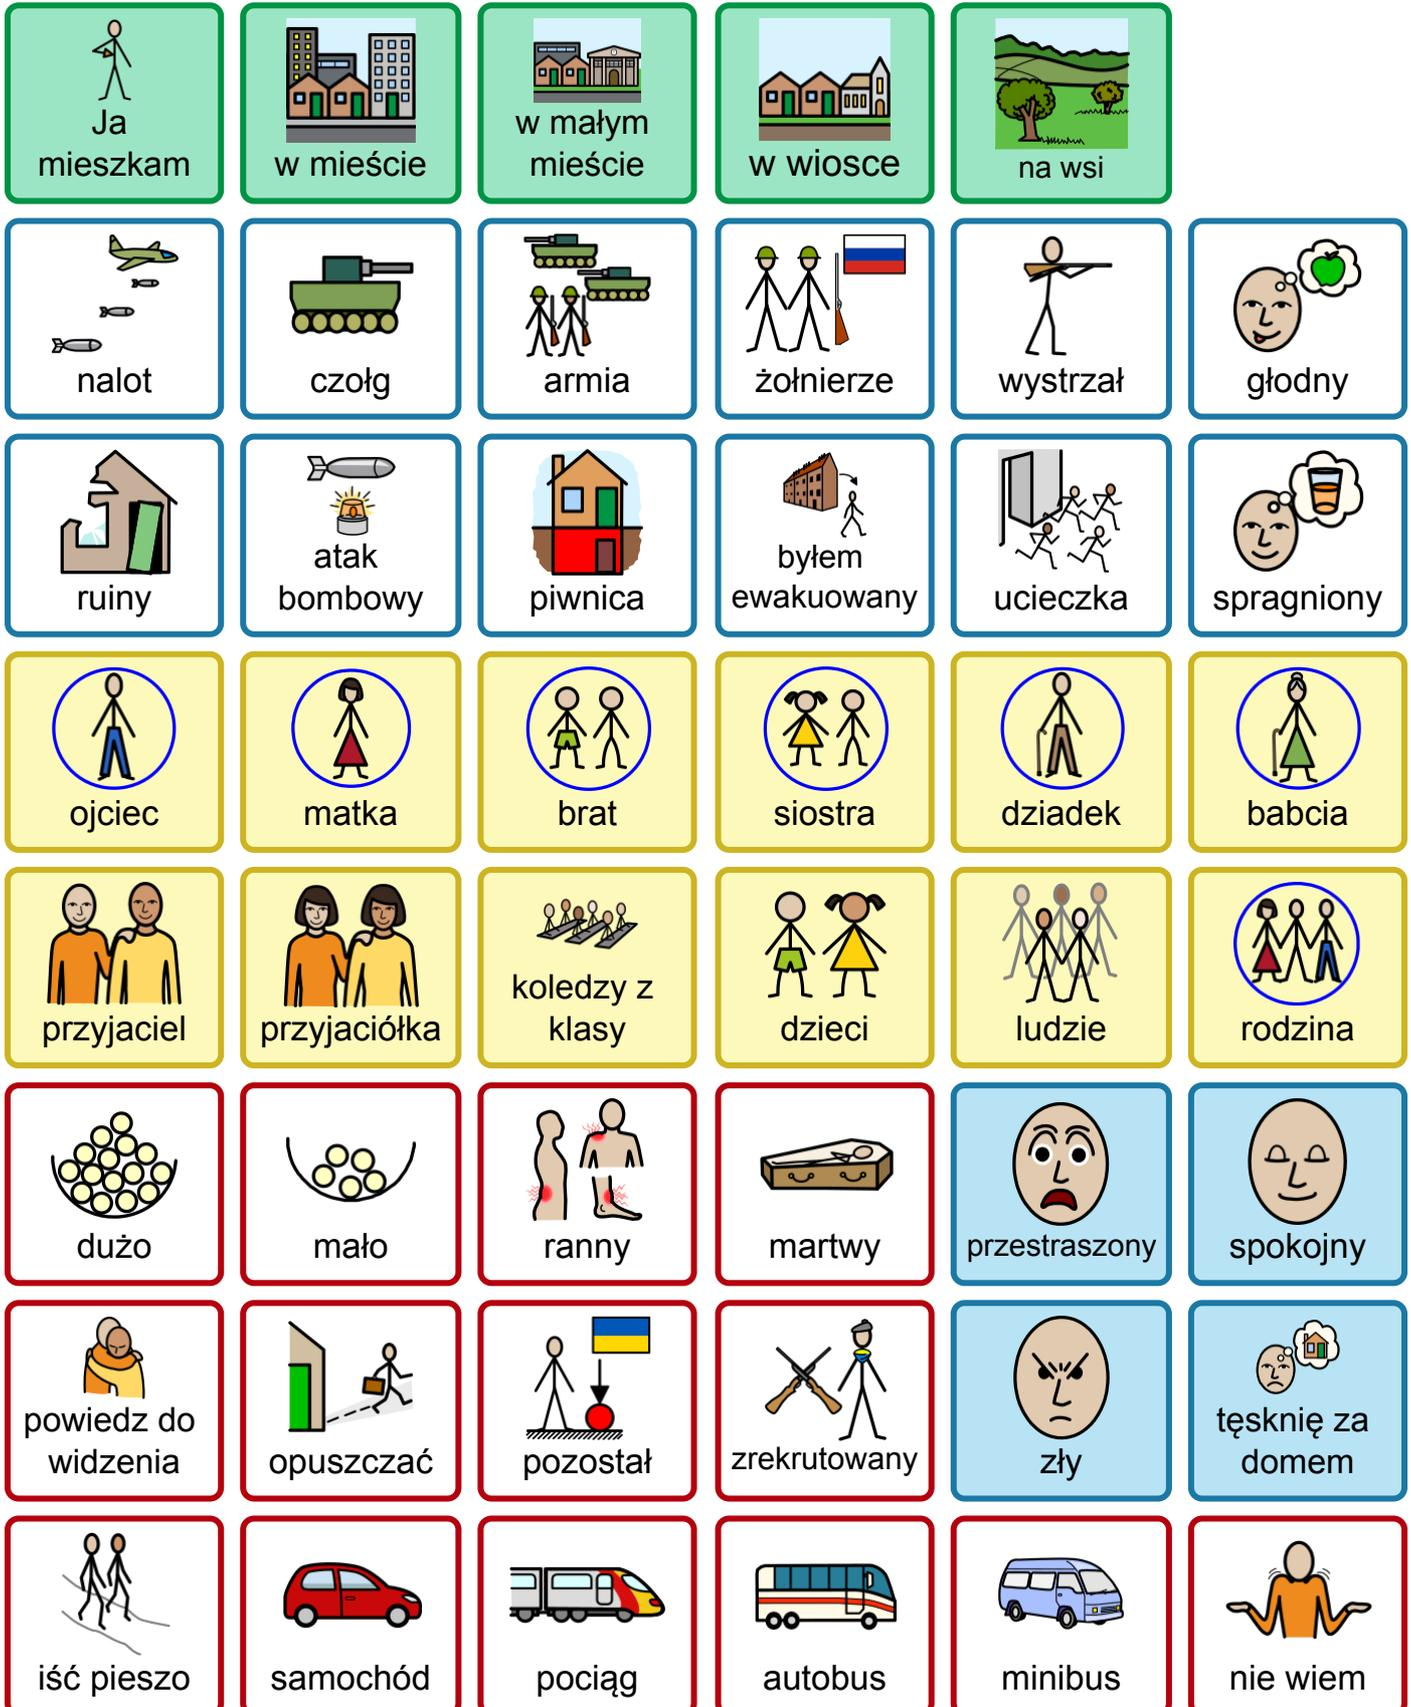 Ja
mieszkam
w mieście
w małym
mieście
w wiosce
na wsi
nalot
czołg
armia
żołnierze
wystrzał
głodny
ruiny
atak
bombowy
piwnica
byłem
ewakuowany
ucieczka
spragniony
ojciec
matka
brat
siostra
dziadek
babcia
przyjaciel
przyjaciółka
koledzy z
klasy
dzieci
ludzie
rodzina
dużo
mało
ranny
martwy
przestraszony
spokojny
powiedz do
widzenia
opuszczać
pozostał
zrekrutowany
zły
tęsknię za
domem
iść pieszo
samochód
pociąg
autobus
minibus
nie wiem